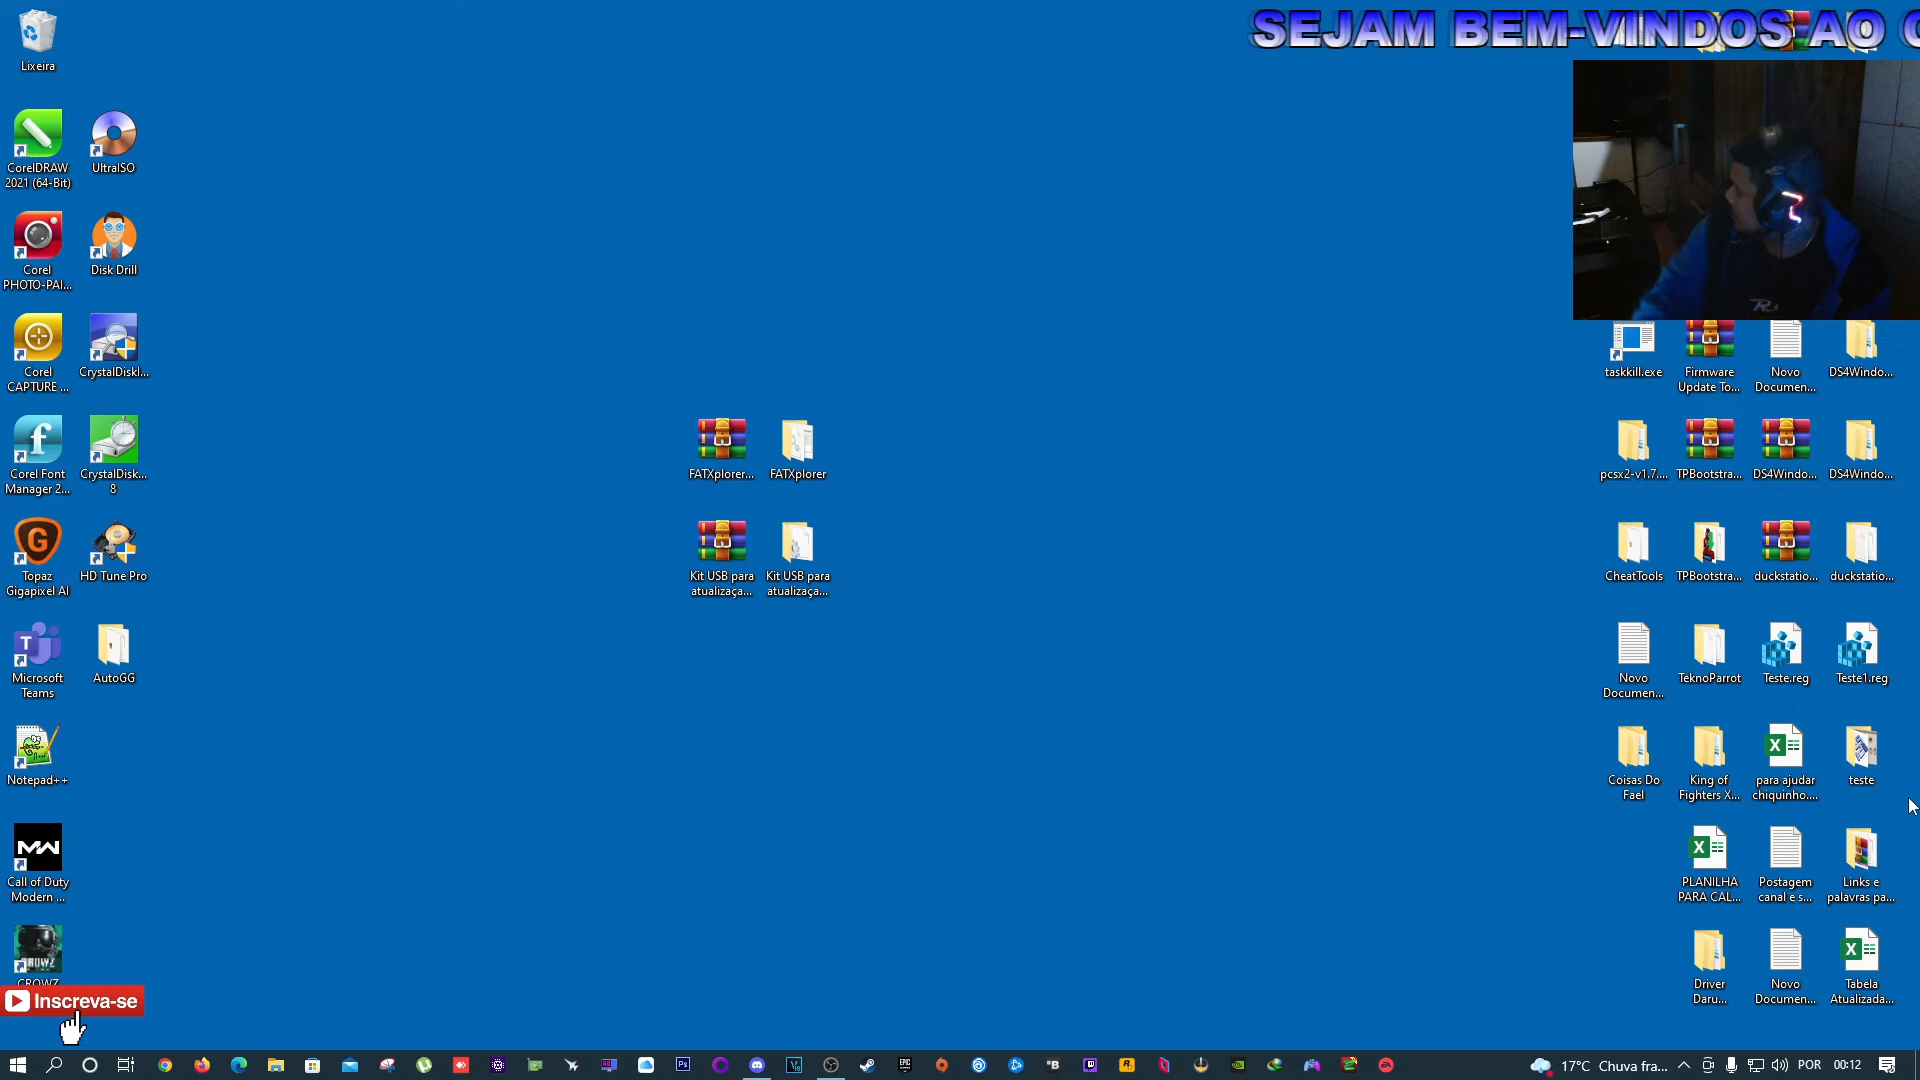 SEJAM BEM-VINDOS AO
Lixeira
CorelDRAW
2021 (64-Bit)
UltraISO
Corel
PHOTO-PAI...
Disk Drill
Corel
CAPTURE ...
CrystalDiskI...
Corel Font
Manager 2...
CrystalDisk...
8
Topaz
Gigapixel AI
HD Tune Pro
Microsoft
Teams
AutoGG
Notepad++
Call of Duty
Modern ...
CROWZ
Inscreva-se
FATXplorer...
FATXplorer
Kit USB para
atualizaça...
Kit USB para
atualizaça...
taskkill.exe
Firmware
Update To...
Novo
Documen...
DS4Windo...
pcsx2-v1.7....
TPBootstra...
DS4Windo...
DS4Windo...
CheatTools
TPBootstra...
duckstatio...
duckstatio...
Novo
Documen...
TeknoParrot
Teste.reg
Teste1.reg
Coisas Do
Fael
King of
Fighters X...
para ajudar
chiquinho....
teste
PLANILHA
PARA CAL...
Postagem
canal e s...
Links e
palavras pa...
Driver
Daru...
Novo
Documen...
Tabela
Atualizada...
17°C Chuva fra...
POR
00:12